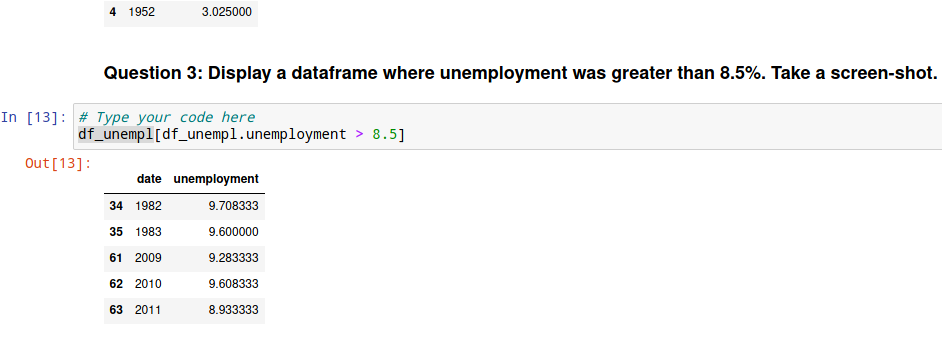 4 1952 3.025000
Question 3: Display a dataframe where unemployment was greater than 8.5%. Take a screen-shot.
In [13]: # Type your code here
df_unempl[df_unempl.unemployment > 8.5]
Out[13]:
date unemployment
34 1982 9.708333
35 1983 9.600000
61 2009 9.283333
62 2010 9.608333
63 2011 8.933333